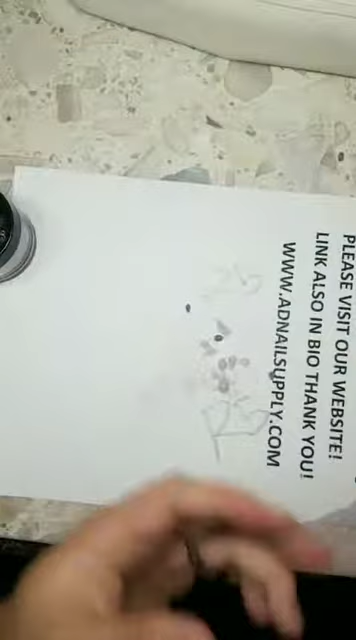 PLEASE VISIT OUR WEBSITE!
LINK ALSO IN BIO THANK YOU!
WWW.ADNAILSUPPLY.COM